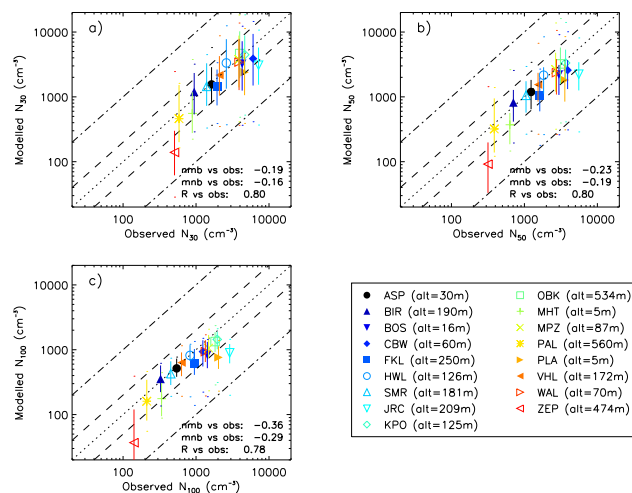 a)
10000
1000
100
Modelled N30
nmb vs obs: −0.19
mnb vs obs: −0.16
R vs obs: 0.80
100 1000 10000
Observed N30 (cm−3)
b)
10000
1000
100
Modelled N50
nmb vs obs: −0.23
mnb vs obs: −0.19
R vs obs: 0.80
100 1000 10000
Observed N50 (cm−3)
c)
10000
1000
100
Modelled N100
nmb vs obs: −0.36
mnb vs obs: −0.29
R vs obs: 0.78
100 1000 10000
Observed N100 (cm−3)
ASP (alt=30m)
BIR (alt=190m)
BOS (alt=16m)
CBW (alt=60m)
FKL (alt=250m)
HWL (alt=126m)
SMR (alt=181m)
JRC (alt=209m)
KPO (alt=125m)
OBK (alt=534m)
MHT (alt=5m)
MPZ (alt=87m)
PAL (alt=560m)
PLA (alt=5m)
VHL (alt=172m)
WAL (alt=70m)
ZEP (alt=474m)